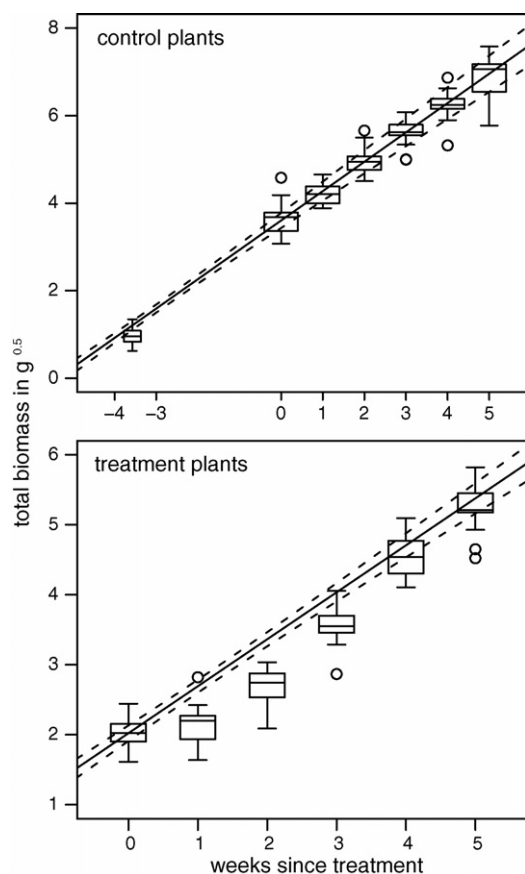 control plants
8
6
4
2
0
−4 −3 0 1 2 3 4 5
total biomass in g 0.5
treatment plants
6
5
4
3
2
1
0 1 2 3 4 5
weeks since treatment